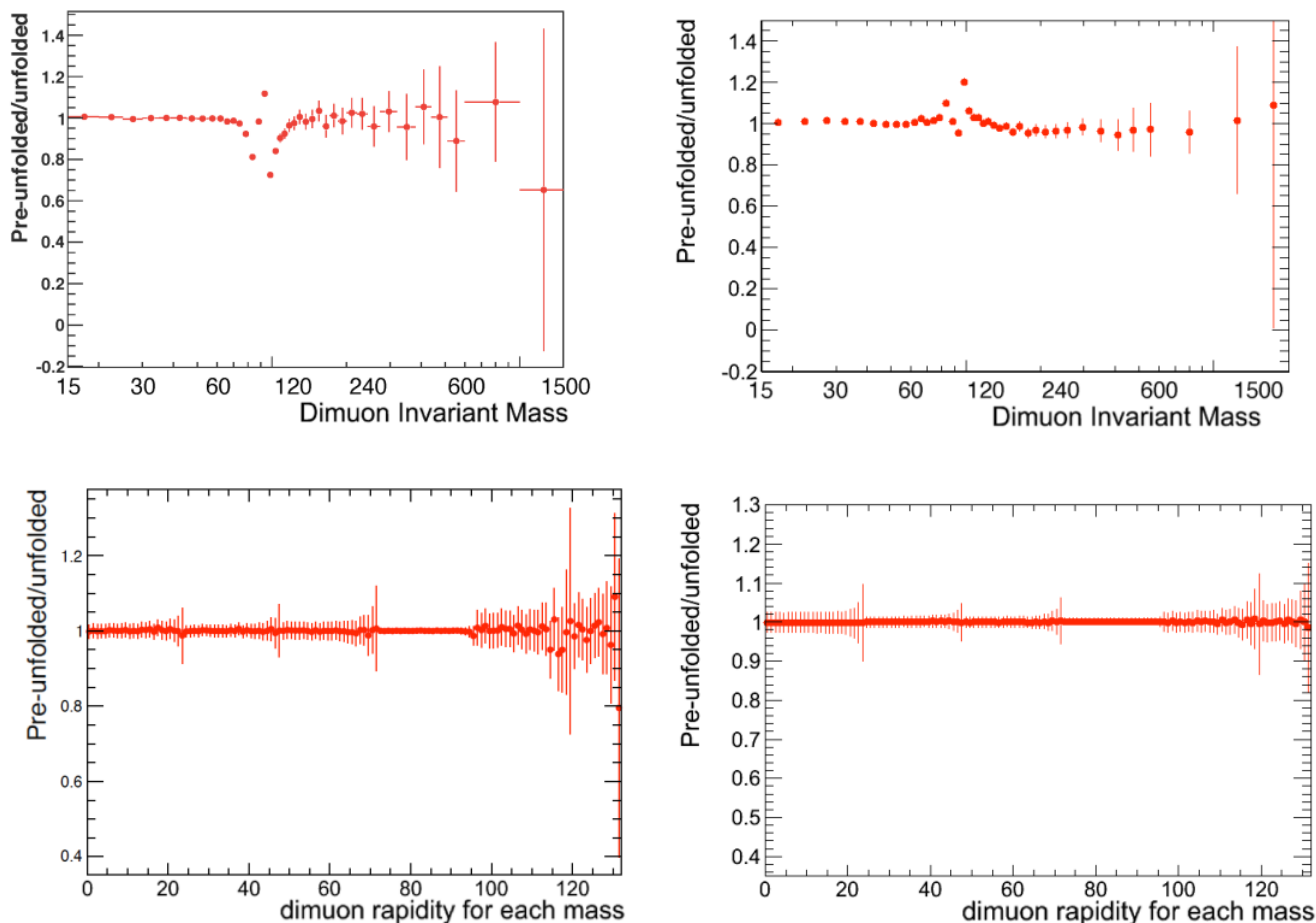 Pre-unfolded/unfolded
1.4
1.2
1
0.8
0.6
0.4
0.2
0
-0.2
15 30 60 120 240 600 1500
Dimuon Invariant Mass
Pre-unfolded/unfolded
1.4
1.2
1
0.8
0.6
0.4
0.2
0
-0.2
15 30 60 120 240 600 1500
Dimuon Invariant Mass
Pre-unfolded/unfolded
1.2
1
0.8
0.6
0.4
0 20 40 60 80 100 120
dimuon rapidity for each mass
Pre-unfolded/unfolded
1.3
1.2
1.1
1
0.9
0.8
0.7
0.6
0.5
0.4
0 20 40 60 80 100 120
dimuon rapidity for each mass